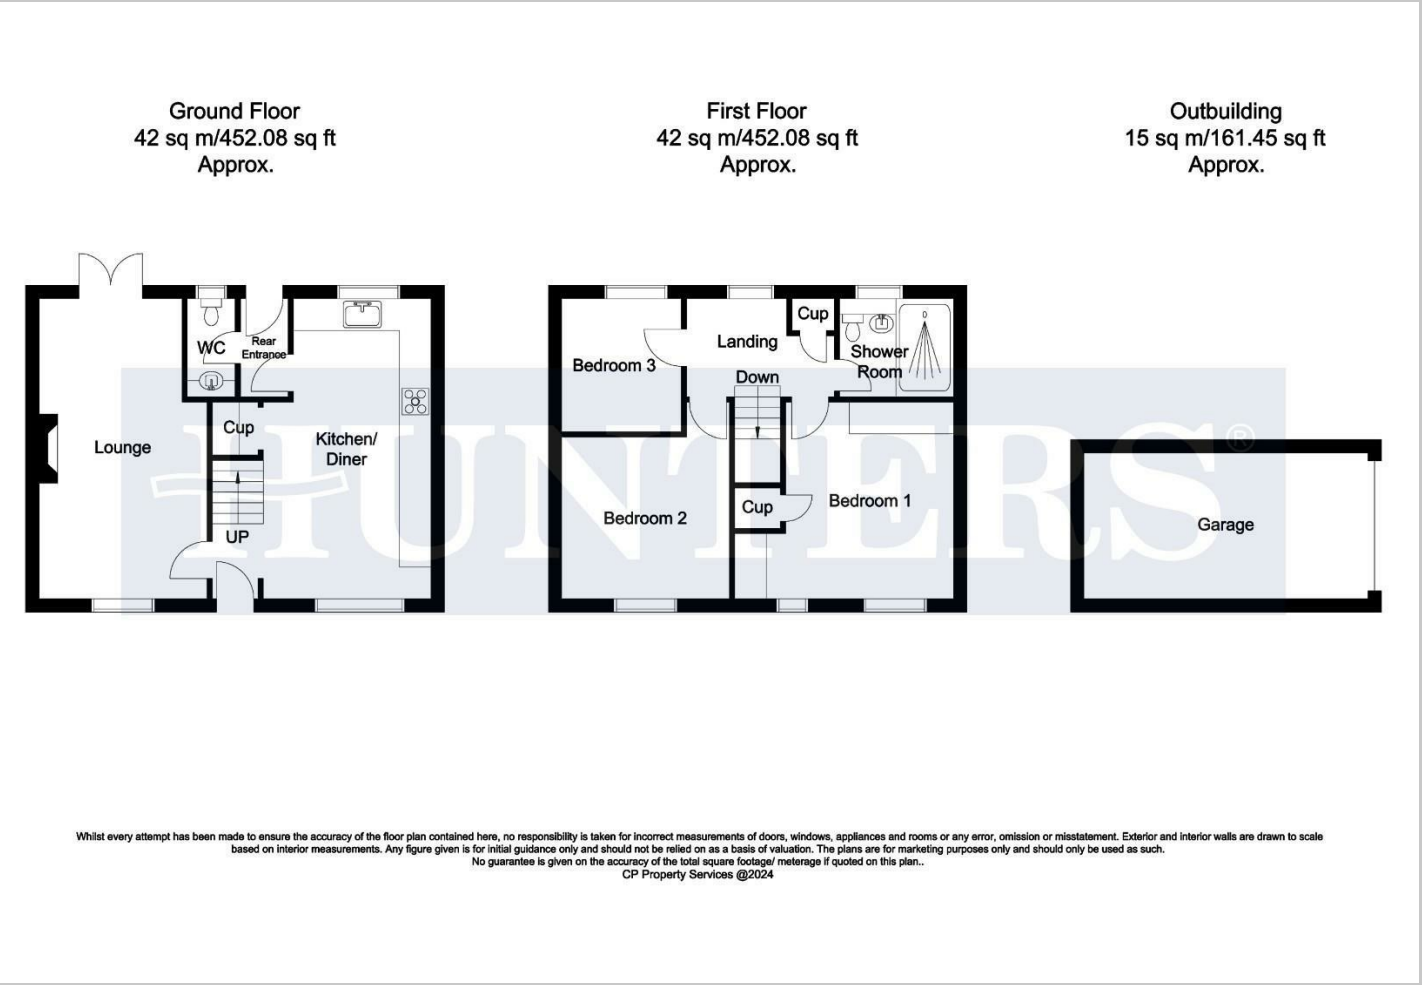 Ground Floor
42 sq m/452.08 sq ft
Approx.
First Floor
42 sq m/452.08 sq ft
Approx.
Outbuilding
15 sq m/161.45 sq ft
Approx.
WC
Rear
Entrance
Lounge
Cup
Kitchen/
Diner
UP
Bedroom 3
Landing
Cup
Shower
Room
Down
Bedroom 2
Cup
Bedroom 1
Garage
HUNTERS®
Whilst every attempt has been made to ensure the accuracy of the floor plan contained here, no responsibility is taken for incorrect measurements of doors, windows, appliances and rooms or any error, omission or misstatement. Exterior and interior walls are drawn to scale
based on interior measurements. Any figure given is for initial guidance only and should not be relied on as a basis of valuation. The plans are for marketing purposes only and should only be used as such.
No guarantee is given on the accuracy of the total square footage/ meterage if quoted on this plan..
CP Property Services @2024